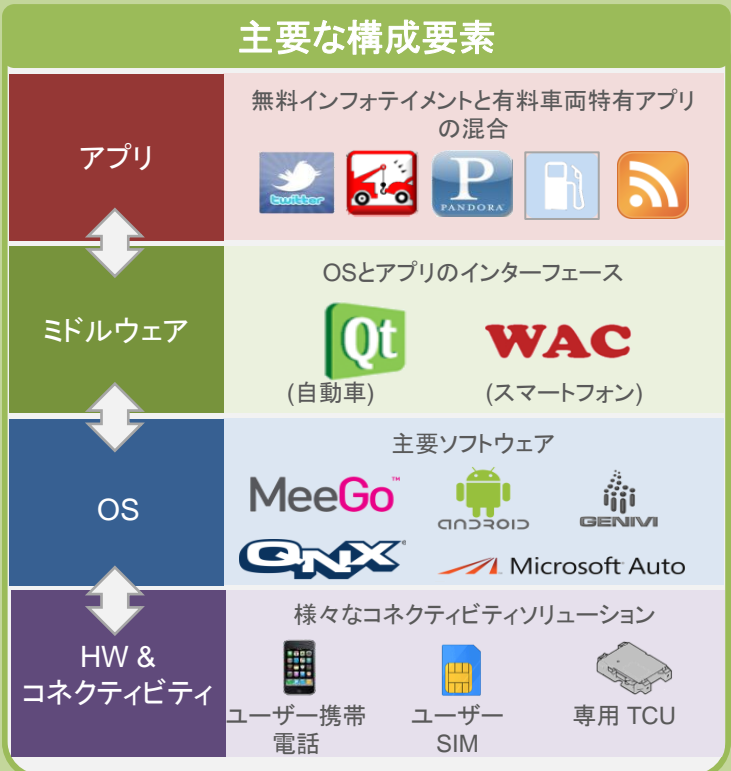 主要な構成要素
アプリ
無料インフォテイメントと有料車両特有アプリ
の混合
twitter
P
PANDORA
ミドルウェア
OSとアプリのインターフェース
Qt
WAC
(自動車)
(スマートフォン)
OS
主要ソフトウェア
MeeGo™
ANDROID
GENIVI
QNX®
Microsoft Auto
HW &
コネクティビティ
様々なコネクティビティソリューション
ユーザー携帯
電話
ユーザー
SIM
専用 TCU